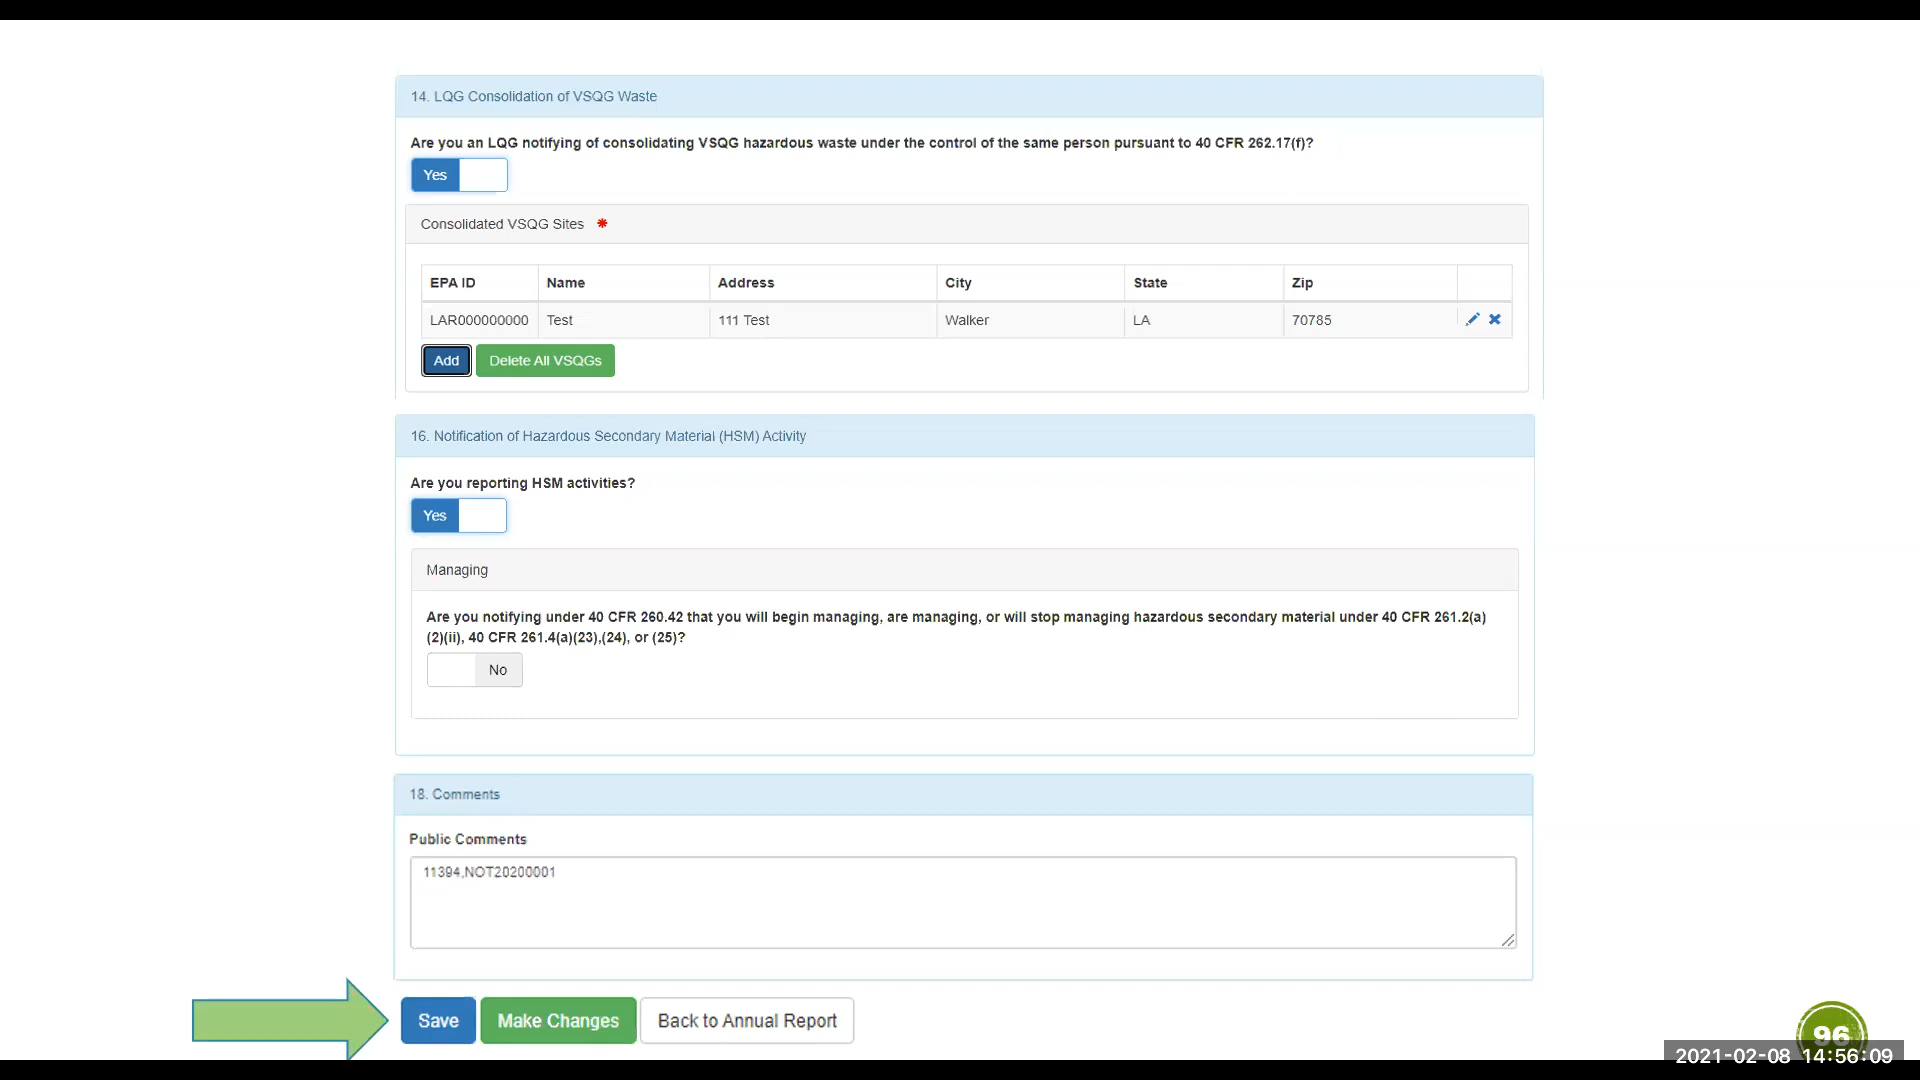 14. LQG Consolidation of VSQG Waste
Are you an LQG notifying of consolidating VSQG hazardous waste under the control of the same person pursuant to 40 CFR 262.17(f)?
Yes
Consolidated VSQG Sites *
EPA ID Name Address City State Zip
LAR000000000 Test 111 Test Walker LA 70785
Add Delete All VSQGs
16. Notification of Hazardous Secondary Material (HSM) Activity
Are you reporting HSM activities?
Yes
Managing
Are you notifying under 40 CFR 260.42 that you will begin managing, are managing, or will stop managing hazardous secondary material under 40 CFR 261.2(a)
(2)(ii), 40 CFR 261.4(a)(23),(24), or (25)?
No
18. Comments
Public Comments
11394,NOT20200001
Save Make Changes Back to Annual Report
96
2021-02-08 14:56:09